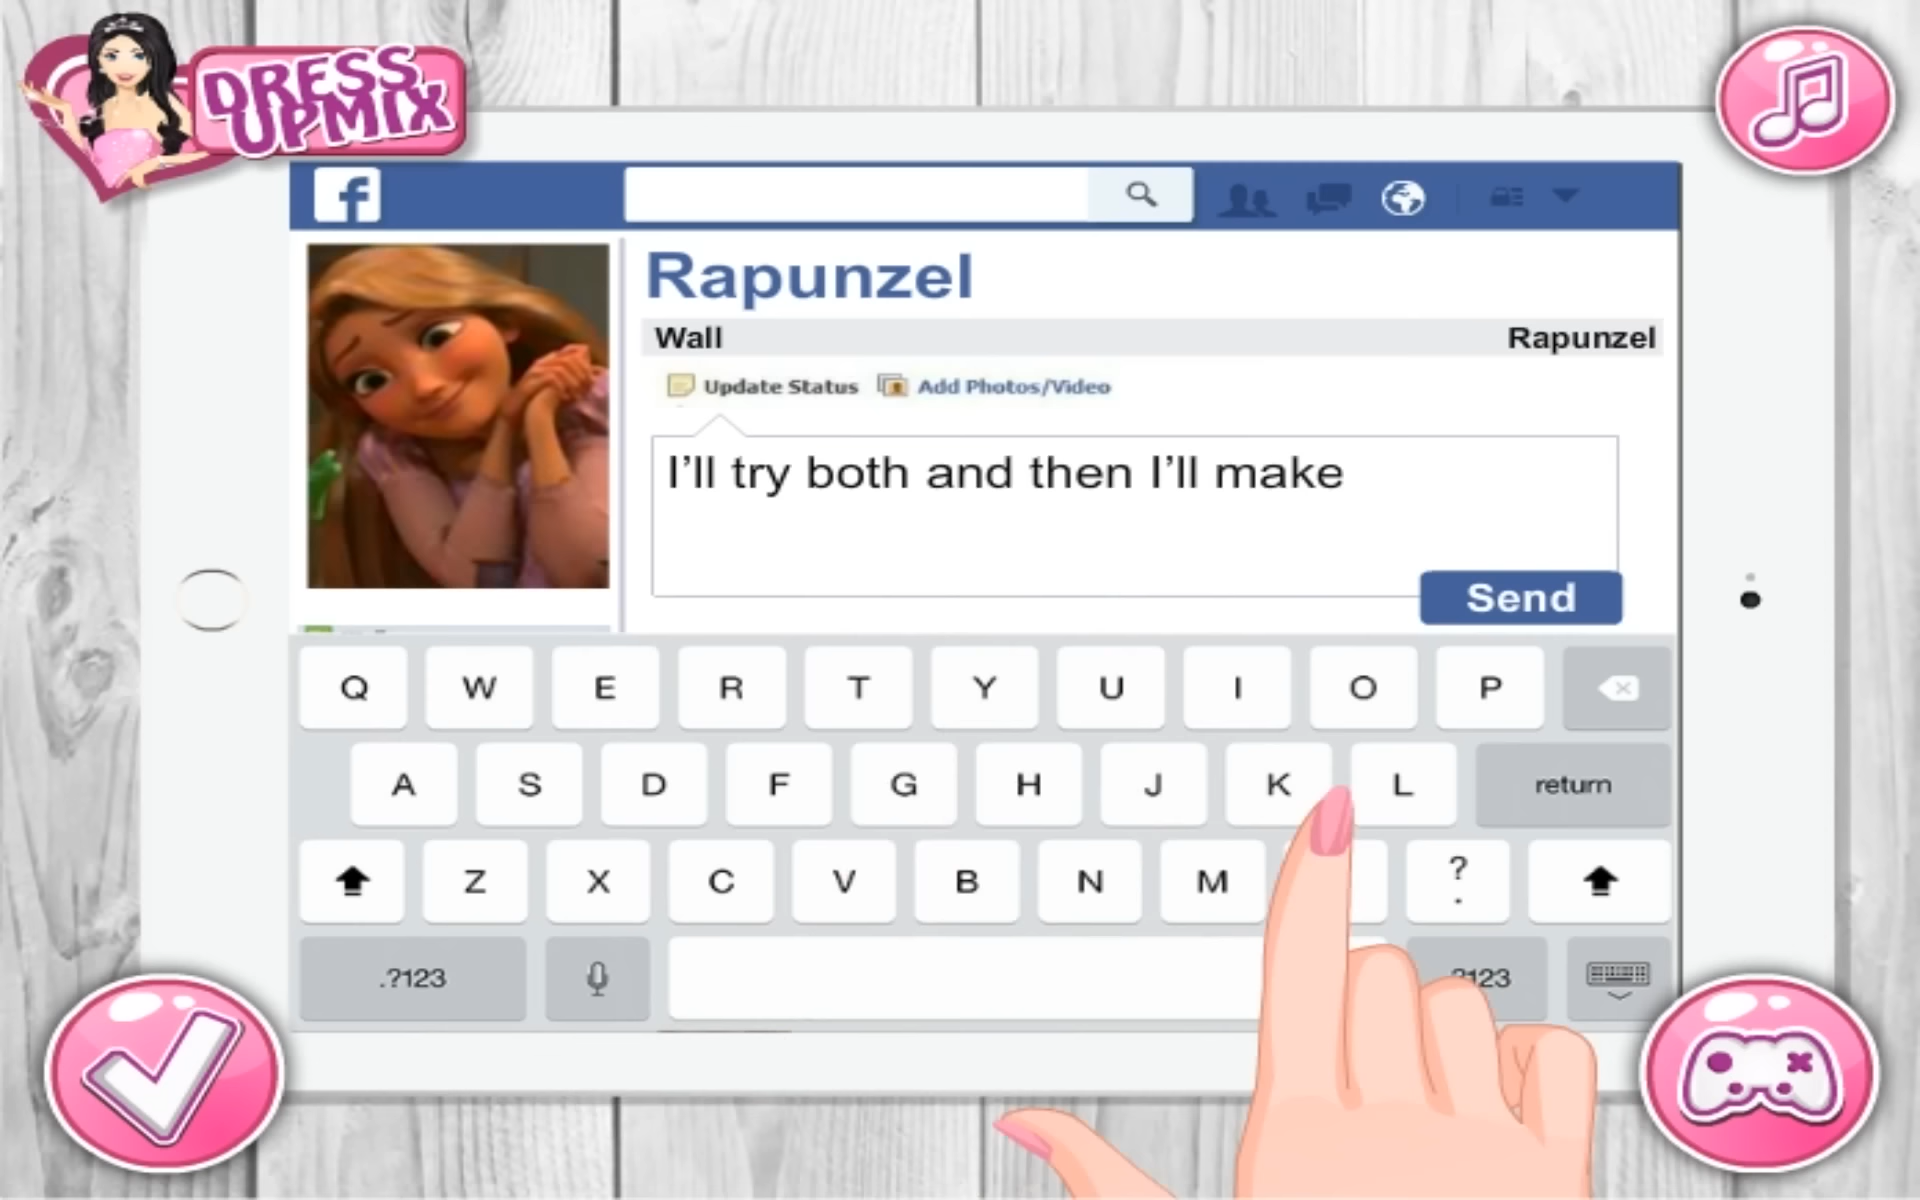 DRESS
UPMIX
f
Rapunzel
Wall Rapunzel
Update Status Add Photos/Video
I’ll try both and then I’ll make
Send
Q W E R T Y U I O P
A S D F G H J K L return
Z X C V B N M ? .
.?123 ?123